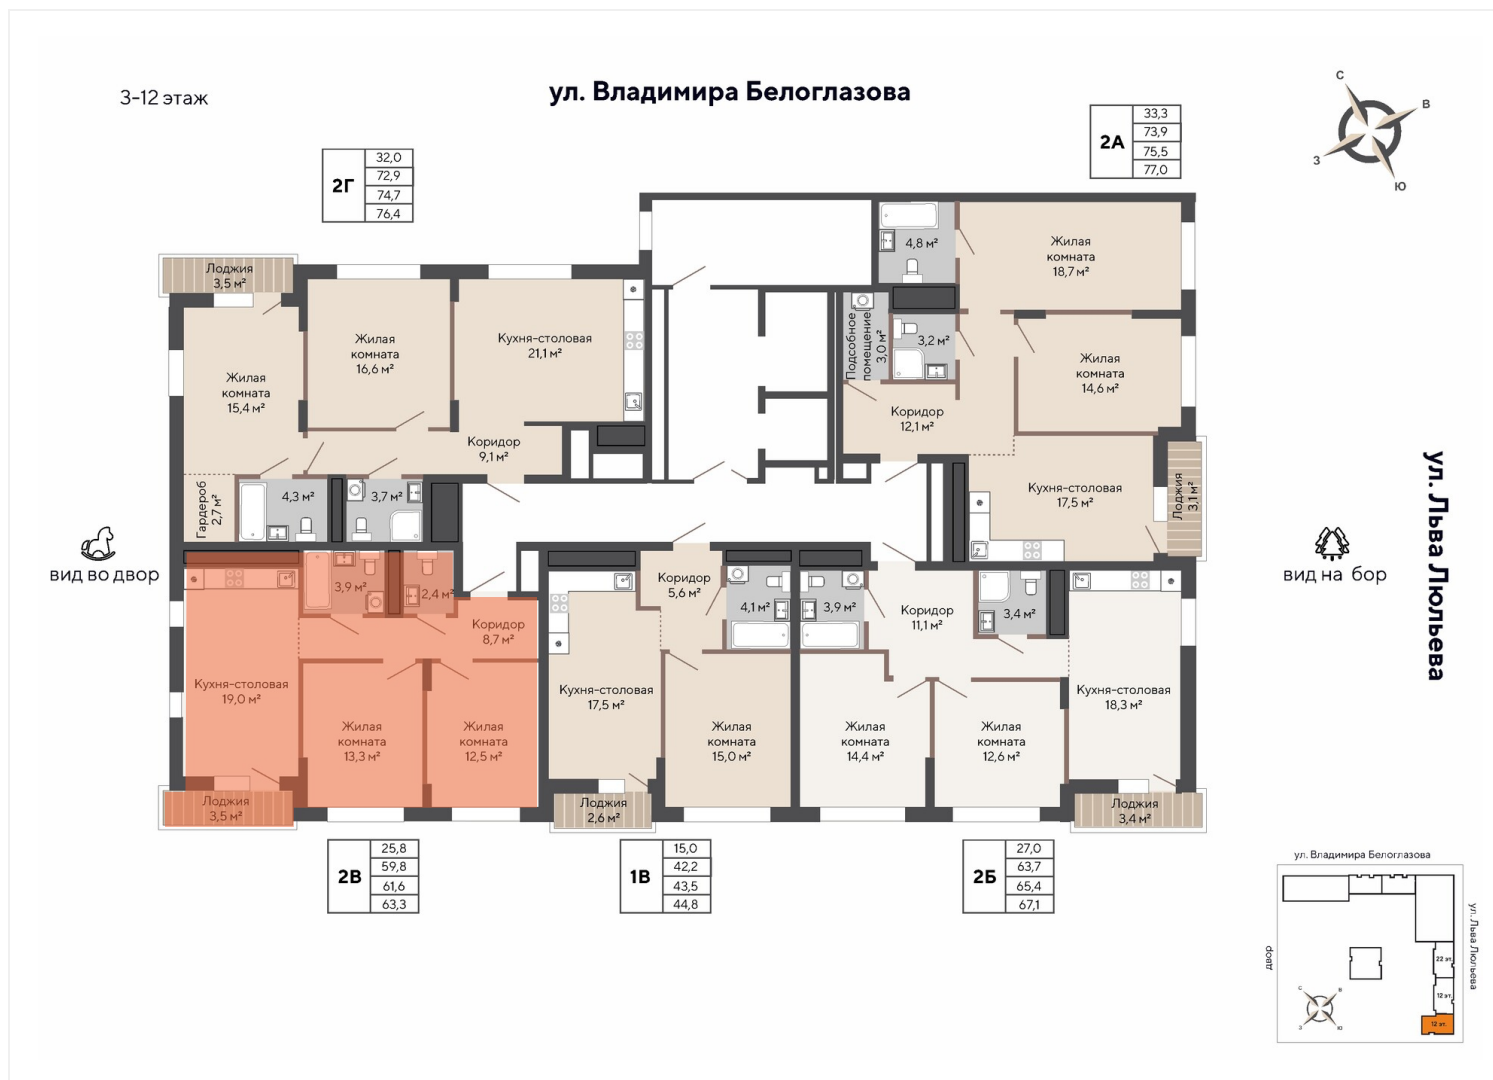 ул. Владимира Белоглазова
3-12 этаж
С
В
З
Ю
2А
33,3
73,9
75,5
77,0
2Г
32,0
72,9
74,7
76,4
Лоджия
3,5 м²
Жилая
комната
15,4 м²
Жилая
комната
16,6 м²
Кухня-столовая
21,1 м²
Коридор
9,1 м²
Гардероб
2,7 м²
4,3 м²
3,7 м²
4,8 м²
Жилая
комната
18,7 м²
Подсобное
помещение
3,0 м²
3,2 м²
Жилая
комната
14,6 м²
Коридор
12,1 м²
Кухня-столовая
17,5 м²
Лоджия
3,1 м²
ул. Льва Люльева
вид во двор
вид на бор
3,9 м²
2,4 м²
Коридор
8,7 м²
Кухня-столовая
19,0 м²
Жилая
комната
13,3 м²
Жилая
комната
12,5 м²
Лоджия
3,5 м²
Коридор
5,6 м²
4,1 м²
Кухня-столовая
17,5 м²
Жилая
комната
15,0 м²
Лоджия
2,6 м²
3,9 м²
Коридор
11,1 м²
3,4 м²
Жилая
комната
14,4 м²
Жилая
комната
12,6 м²
Кухня-столовая
18,3 м²
Лоджия
3,4 м²
2В
25,8
59,8
61,6
63,3
1В
15,0
42,2
43,5
44,8
2Б
27,0
63,7
65,4
67,1
ул. Владимира Белоглазова
ул. Льва Люльева
двор
22 эт.
12 эт.
12 эт.
С
В
З
Ю